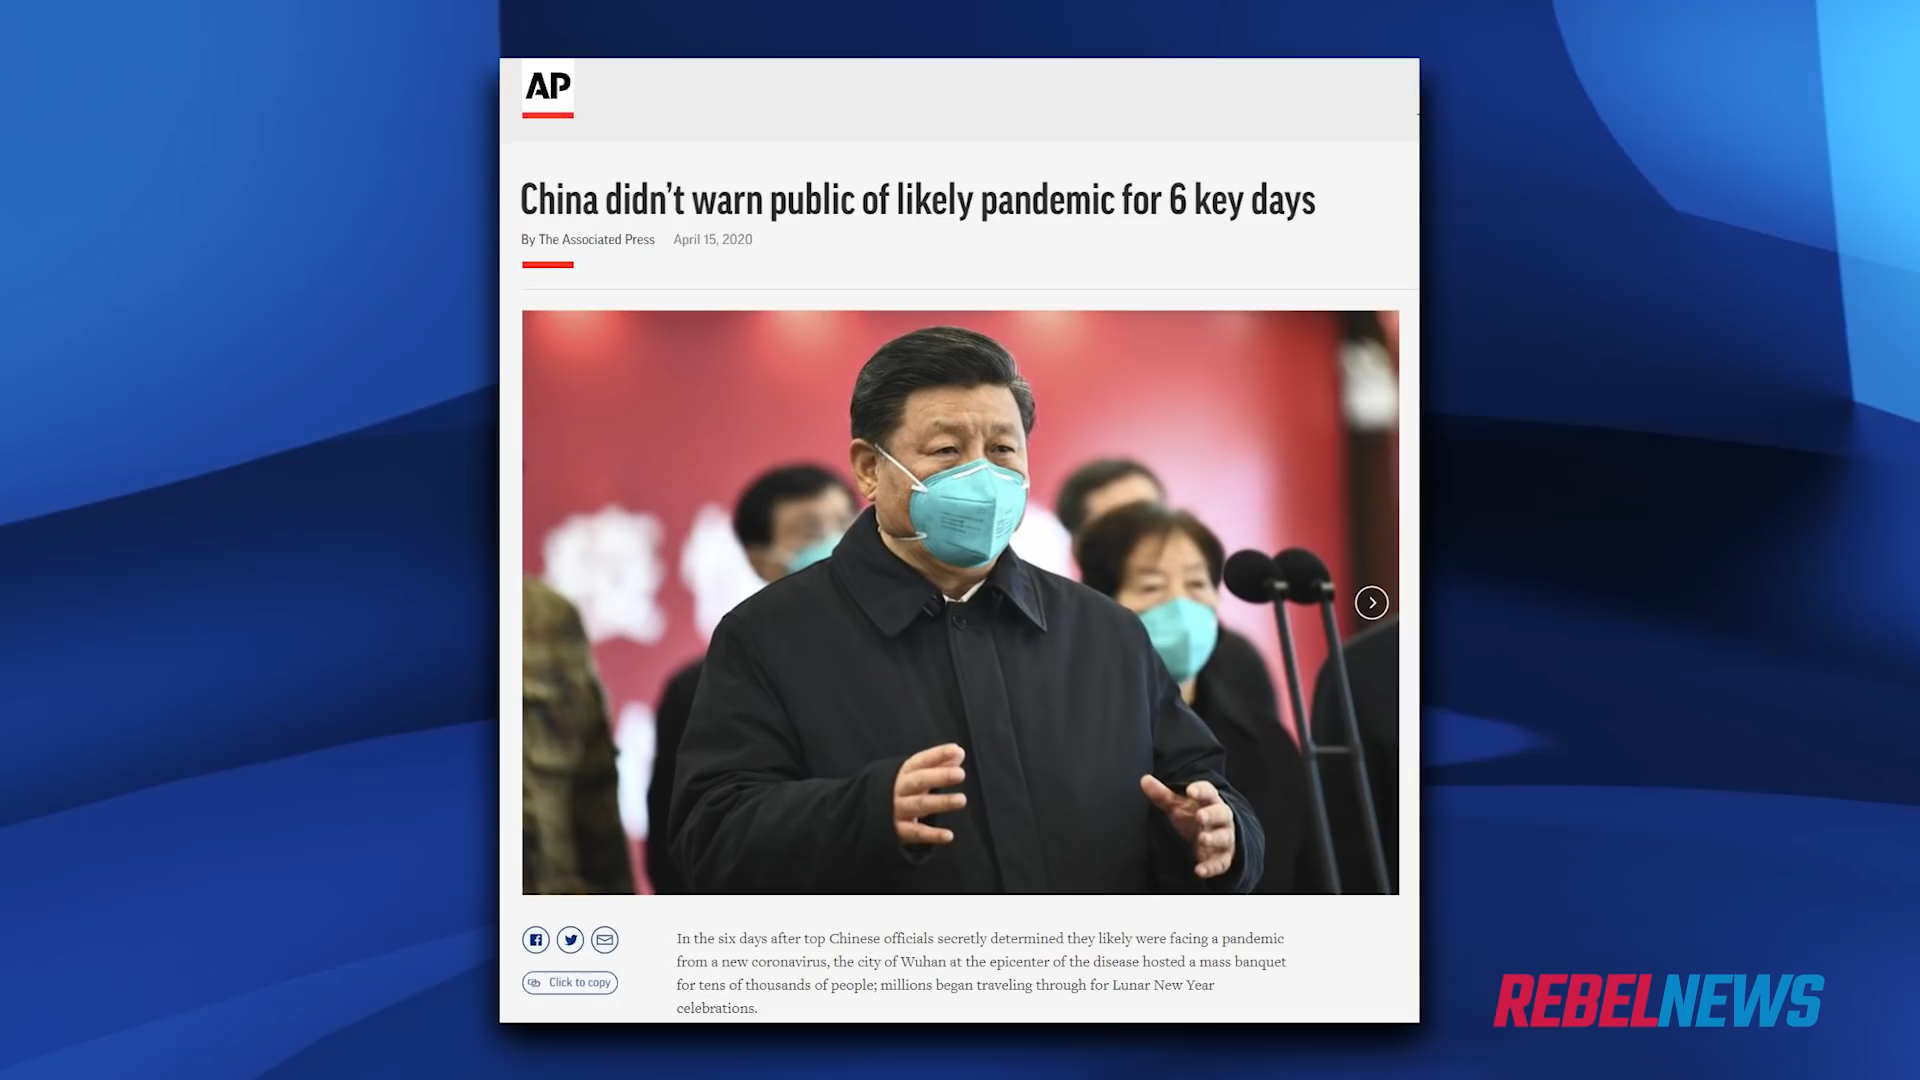 AP
China didn't warn public of likely pandemic for 6 key days
By The Associated Press April 15, 2020
In the six days after top Chinese officials secretly determined they likely were facing a pandemic
from a new coronavirus, the city of Wuhan at the epicenter of the disease hosted a mass banquet
for tens of thousands of people; millions began traveling through for Lunar New Year
celebrations.
Click to copy
REBELNEWS